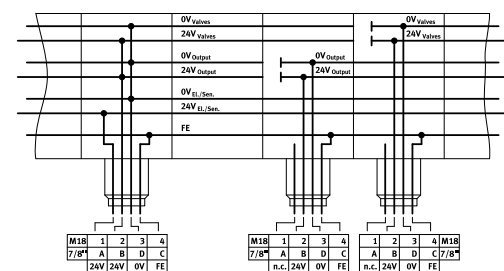 0V Valves
0V Valves
24V Valves
24V Valves
0V Output
0V Output
24V Output
24V Output
0V El./Sen.
24V El./Sen.
FE
M18 1 2 3 4
7/8" A B D C
24V 24V 0V FE
M18 1 2 3 4
7/8" A B D C
n.c. 24V 0V FE
1 2 3 4 M18
A B D C 7/8"
n.c. 24V 0V FE